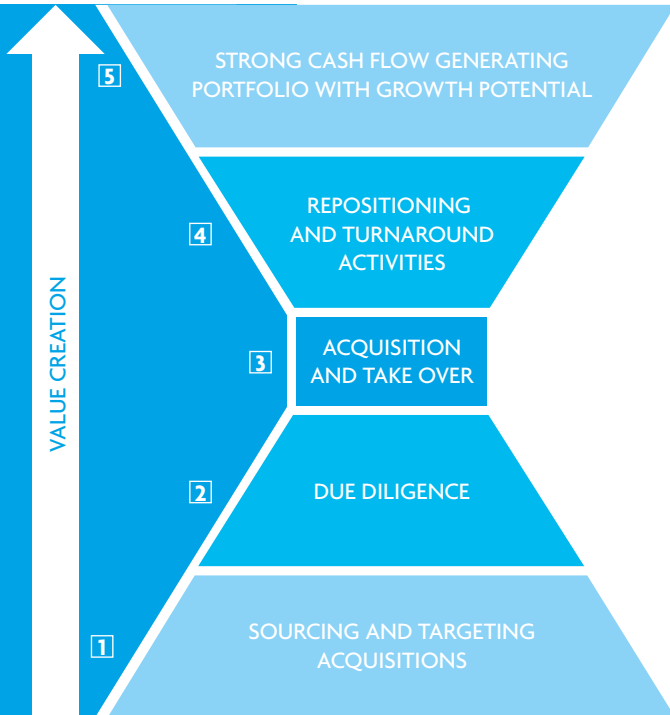 5
STRONG CASH FLOW GENERATING
PORTFOLIO WITH GROWTH POTENTIAL
4
REPOSITIONING
AND TURNAROUND
ACTIVITIES
VALUE CREATION
3
ACQUISITION
AND TAKE OVER
2
DUE DILIGENCE
1
SOURCING AND TARGETING
ACQUISITIONS